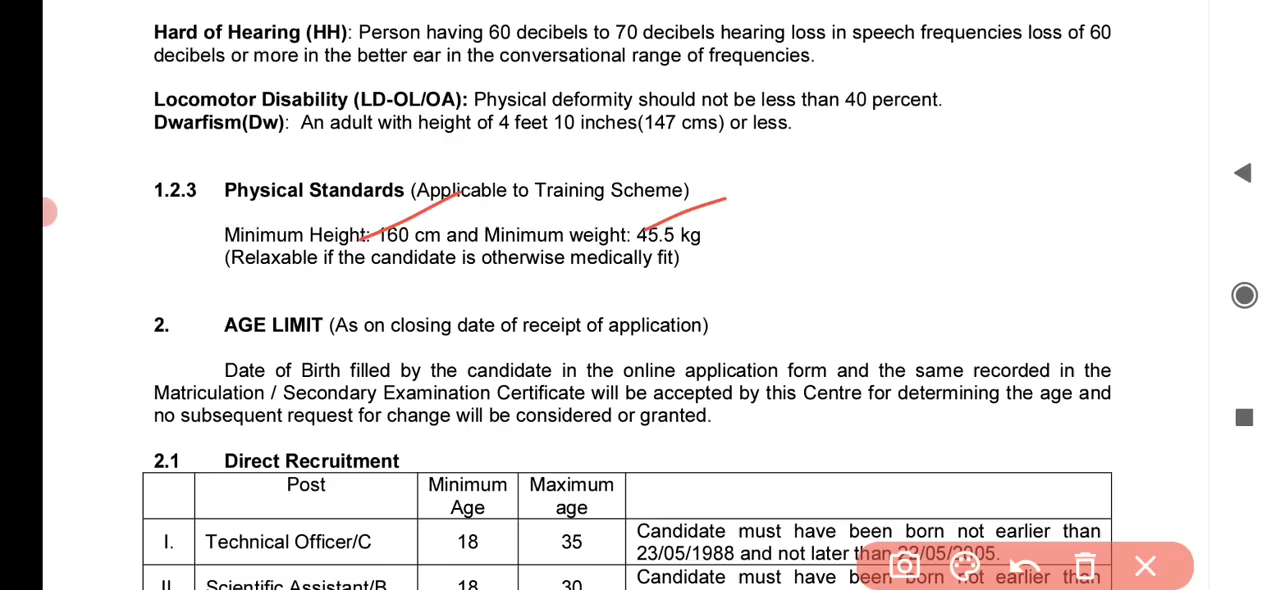 Hard of Hearing (HH): Person having 60 decibels to 70 decibels hearing loss in speech frequencies loss of 60
decibels or more in the better ear in the conversational range of frequencies.
Locomotor Disability (LD-OL/OA): Physical deformity should not be less than 40 percent.
Dwarfism(Dw): An adult with height of 4 feet 10 inches(147 cms) or less.
1.2.3 Physical Standards (Applicable to Training Scheme)
Minimum Height: 160 cm and Minimum weight: 45.5 kg
(Relaxable if the candidate is otherwise medically fit)
2. AGE LIMIT (As on closing date of receipt of application)
Date of Birth filled by the candidate in the online application form and the same recorded in the
Matriculation / Secondary Examination Certificate will be accepted by this Centre for determining the age and
no subsequent request for change will be considered or granted.
2.1 Direct Recruitment
Post Minimum Age Maximum age
I. Technical Officer/C 18 35 Candidate must have been born not earlier than
23/05/1988 and not later than 22/05/2005.
II. Scientific Assistant/B 18 30 Candidate must have been born not earlier than